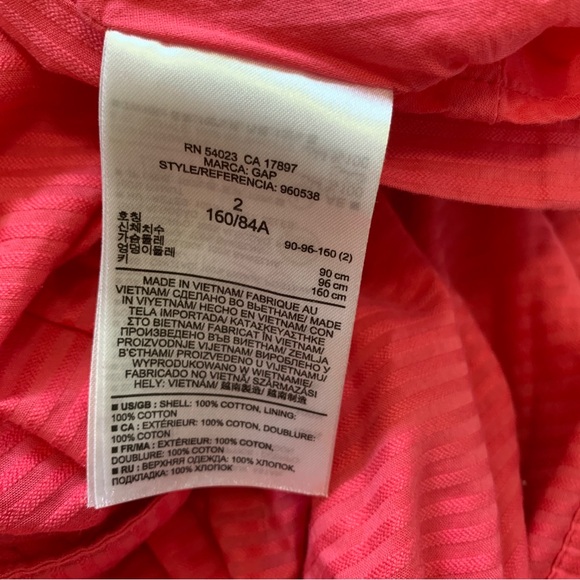 RN 54023 CA 17897
MARCA: GAP
STYLE/REFERENCIA: 960538
2
160/84A
호칭 90-96-160 (2)
신체치수
가슴둘레 90 cm
엉덩이둘레 96 cm
키 160 cm
MADE IN VIETNAM/ FABRIQUE AU
VIETNAM/ СДЕЛАНО ВО ВЬЕТНАМЕ/ MADE
IN VIYETNAM/ HECHO EN VIETNAM/ CON
TELA IMPORTADA/ ΚΑΤΑΣΚΕΥΑΣΤΗΚΕ
ΣΤΟ ΒΙΕΤΝΑΜ/ FABRICAT ÎN VIETNAM/
ПРОИЗВЕДЕНО ВЪВ ВИЕТНАМ/ ZEMLJA
PROIZVODNJE VIJETNAM/ ВИРОБЛЕНО У
В'ЄТНАМІ/ PROIZVEDENO U VIJETNAMU/
WYPRODUKOWANO W WIETNAMIE/
FABRICADO NO VIETNÃ/ SZÁRMAZÁSI
HELY: VIETNÁM/ 越南製造/ 越南制造
■ US/GB : SHELL: 100% COTTON, LINING:
100% COTTON
■ CA : EXTÉRIEUR: 100% COTON, DOUBLURE:
100% COTON
■ FR/MA : EXTÉRIEUR: 100% COTON,
DOUBLURE: 100% COTON
■ RU : ВЕРХНЯЯ ОДЕЖДА: 100% ХЛОПОК,
ПОДКЛАДКА: 100% ХЛОПОК